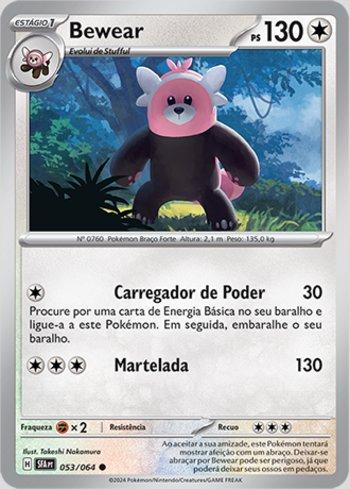 ESTÁGIO 1
Bewear
PS 130
Evolui de Stufful
Nº 0760 Pokémon Braço Forte Altura: 2,1 m Peso: 135,0 kg
Carregador de Poder 30
Procure por uma carta de Energia Básica no seu baralho e
ligue-a a este Pokémon. Em seguida, embaralhe o seu
baralho.
Martelada 130
Fraqueza × 2 Resistência Recuo
Ilust. Takeshi Nakamura
H SFA PT 053/064
Ao aceitar a sua amizade, este Pokémon tentará
mostrar afeição com um abraço. Deixar-se
abraçar por Bewear pode ser perigoso, já que
poderá deixar seus ossos em pedaços.
©2024 Pokémon/Nintendo/Creatures/GAME FREAK